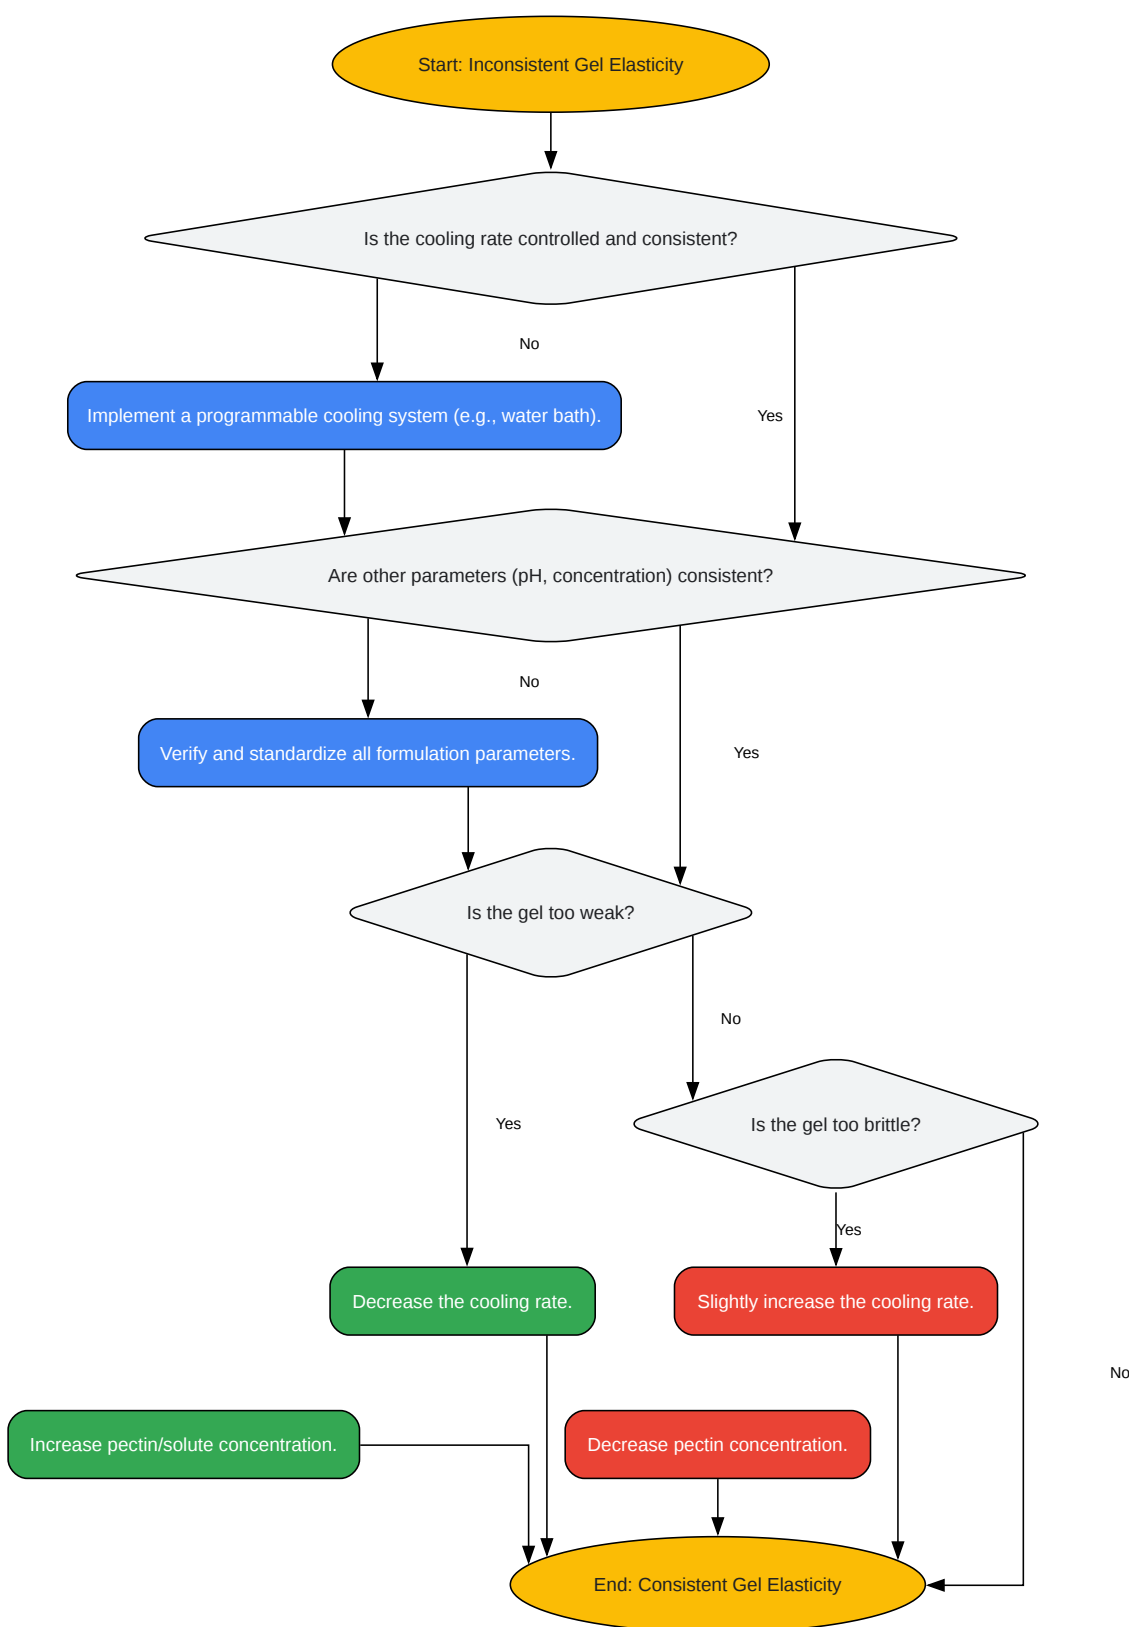 Start: Inconsistent Gel Elasticity
Is the cooling rate controlled and consistent?
No
Implement a programmable cooling system (e.g., water bath).
Yes
Are other parameters (pH, concentration) consistent?
No
Verify and standardize all formulation parameters.
Yes
Is the gel too weak?
No
Yes
Is the gel too brittle?
Yes
Decrease the cooling rate.
Slightly increase the cooling rate.
No
Increase pectin/solute concentration.
Decrease pectin concentration.
End: Consistent Gel Elasticity